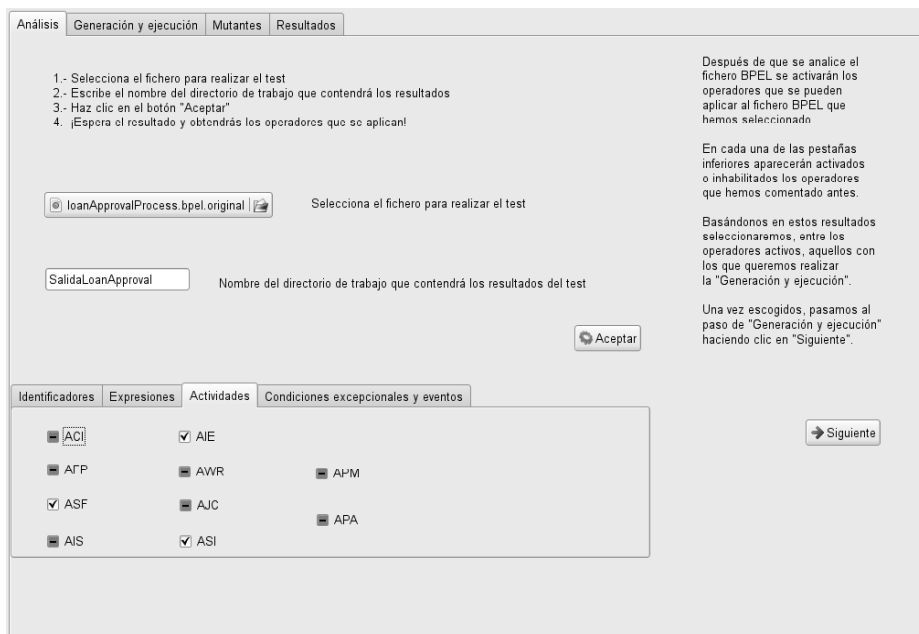 Análisis
Generación y ejecución
Mutantes
Resultados
1.- Selecciona el fichero para realizar el test
2.- Escribe el nombre del directorio de trabajo que contendrá los resultados
3.- Haz clic en el botón "Aceptar"
4. ¡Espera el resultado y obtendrás los operadores que se aplican!
loanApprovalProcess.bpel.original
Selecciona el fichero para realizar el test
SalidaLoanApproval
Nombre del directorio de trabajo que contendrá los resultados del test
Aceptar
Después de que se analice el
fichero BPEL se activarán los
operadores que se pueden
aplicar al fichero BPEL que
hemos seleccionado
En cada una de las pestañas
inferiores aparecerán activados
o inhabilitados los operadores
que hemos comentado antes.
Basándonos en estos resultados
seleccionaremos, entre los
operadores activos, aquellos con
los que queremos realizar
la "Generación y ejecución".
Una vez escogidos, pasamos al
paso de "Generación y ejecución"
haciendo clic en "Siguiente".
Identificadores
Expresiones
Actividades
Condiciones excepcionales y eventos
ACI
AIE
AFP
AWR
APM
ASF
AJC
APA
AIS
ASI
Siguiente